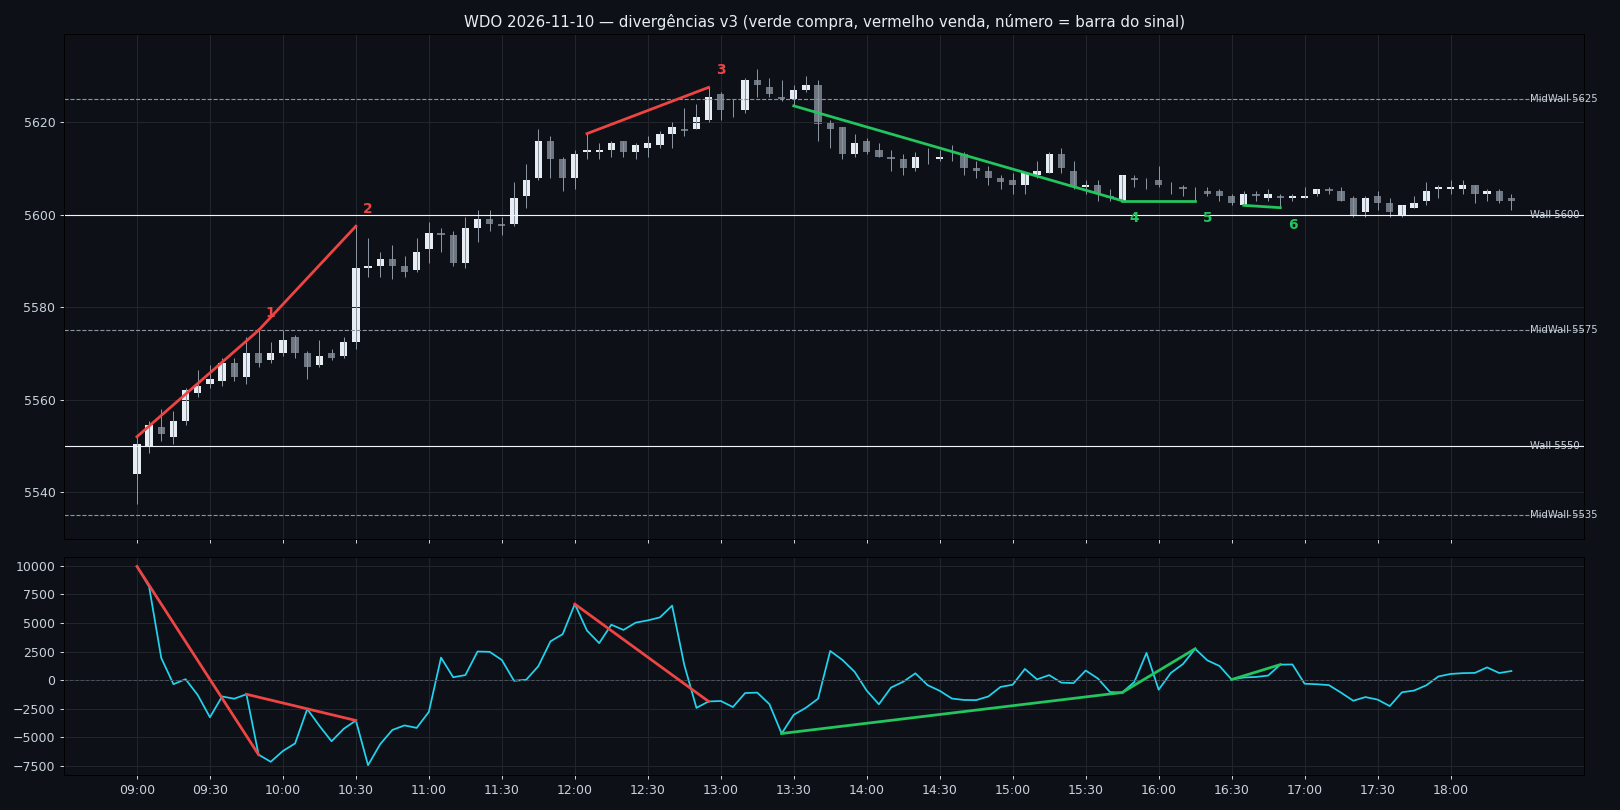 WDO 2026-11-10 — divergências v3 (verde compra, vermelho venda, número = barra do sinal)
3
MidWall 5625
5620
2
5600
Wall 5600
4
5
6
5580
1
MidWall 5575
5560
Wall 5550
5540
MidWall 5535
10000
7500
5000
2500
0
−2500
−5000
−7500
09:00 09:30 10:00 10:30 11:00 11:30 12:00 12:30 13:00 13:30 14:00 14:30 15:00 15:30 16:00 16:30 17:00 17:30 18:00